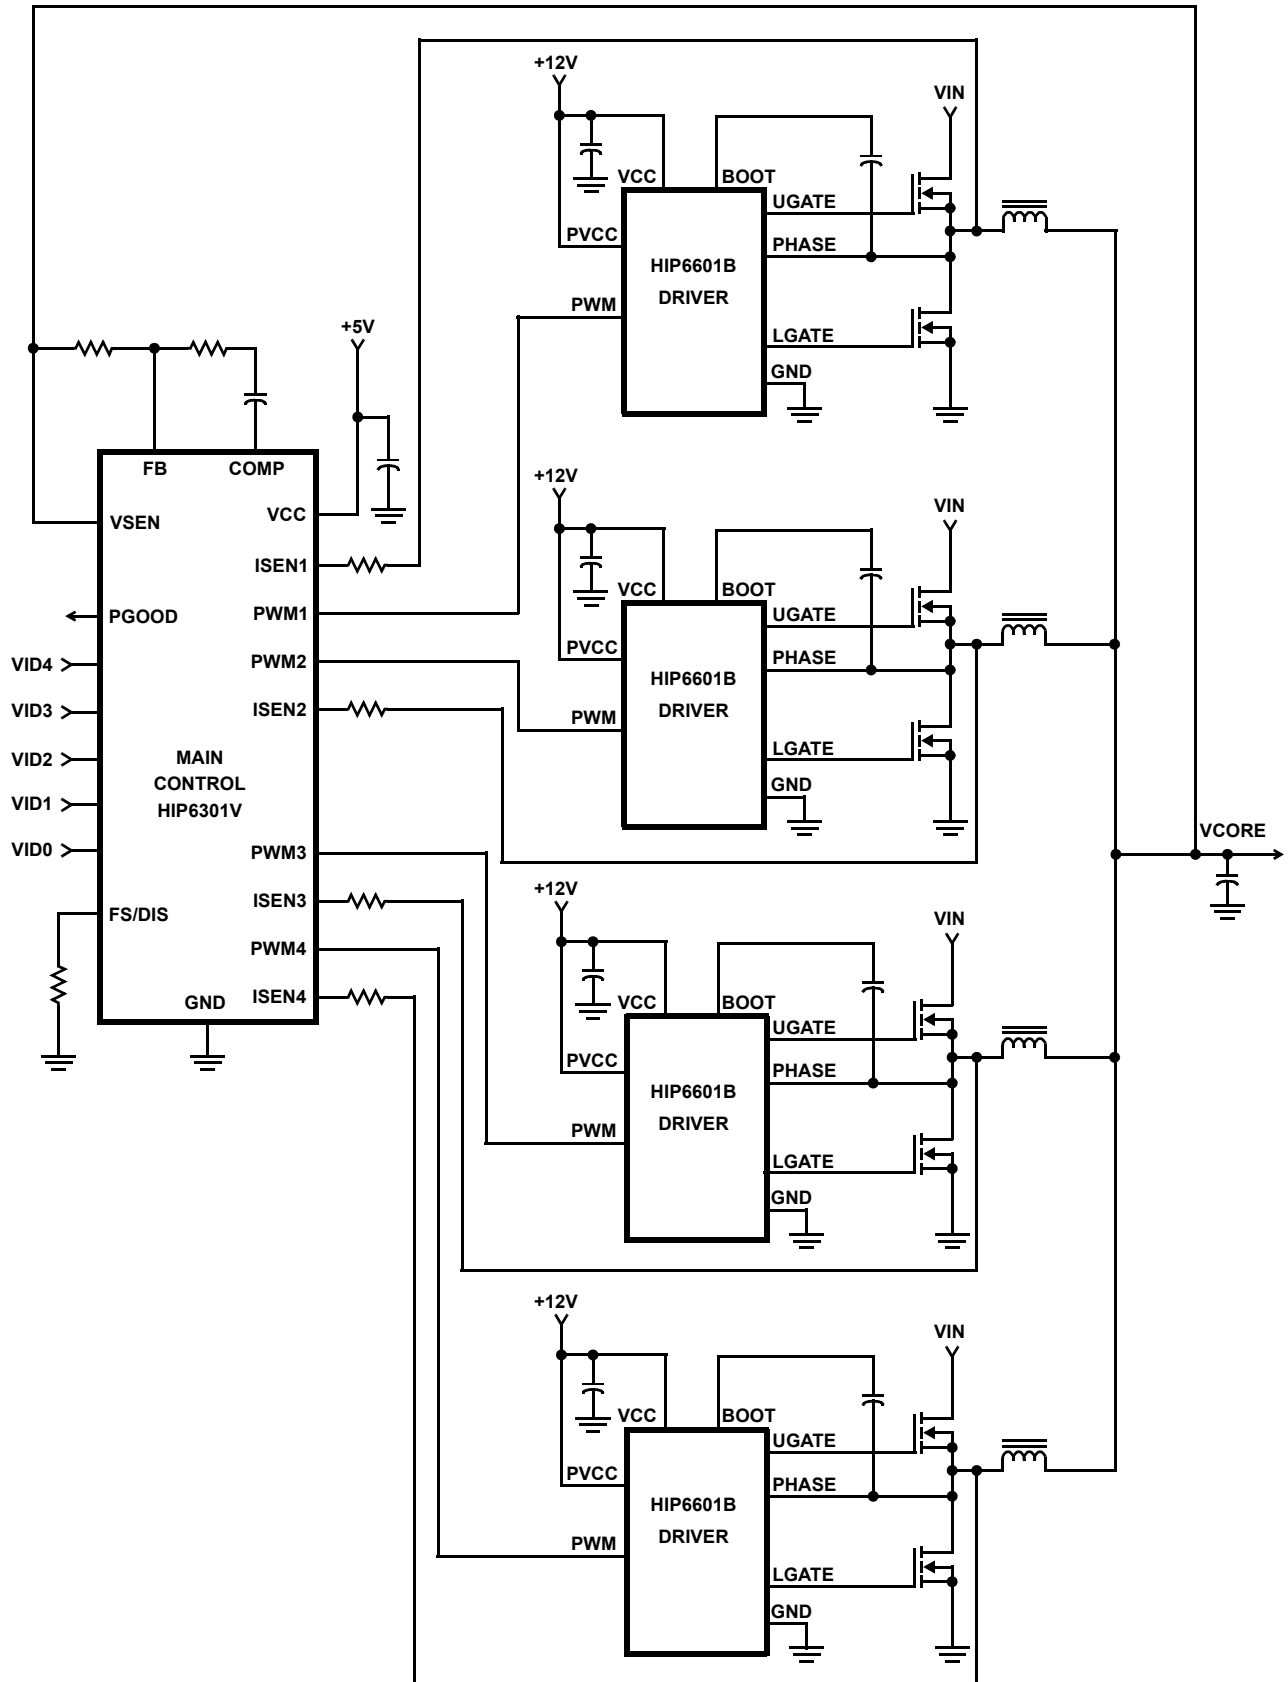 +12V
VIN
VCC
BOOT
UGATE
PVCC
PHASE
HIP6601B
DRIVER
PWM
LGATE
GND
+5V
FB
COMP
VSEN
VCC
ISEN1
PGOOD
PWM1
VID4
PWM2
VID3
ISEN2
VID2
MAIN
CONTROL
HIP6301V
VID1
VID0
PWM3
ISEN3
FS/DIS
PWM4
ISEN4
GND
+12V
VIN
VCC
BOOT
UGATE
PVCC
PHASE
HIP6601B
DRIVER
PWM
LGATE
GND
VCORE
+12V
VIN
VCC
BOOT
UGATE
PVCC
PHASE
HIP6601B
DRIVER
PWM
LGATE
GND
+12V
VIN
VCC
BOOT
UGATE
PVCC
PHASE
HIP6601B
DRIVER
PWM
LGATE
GND